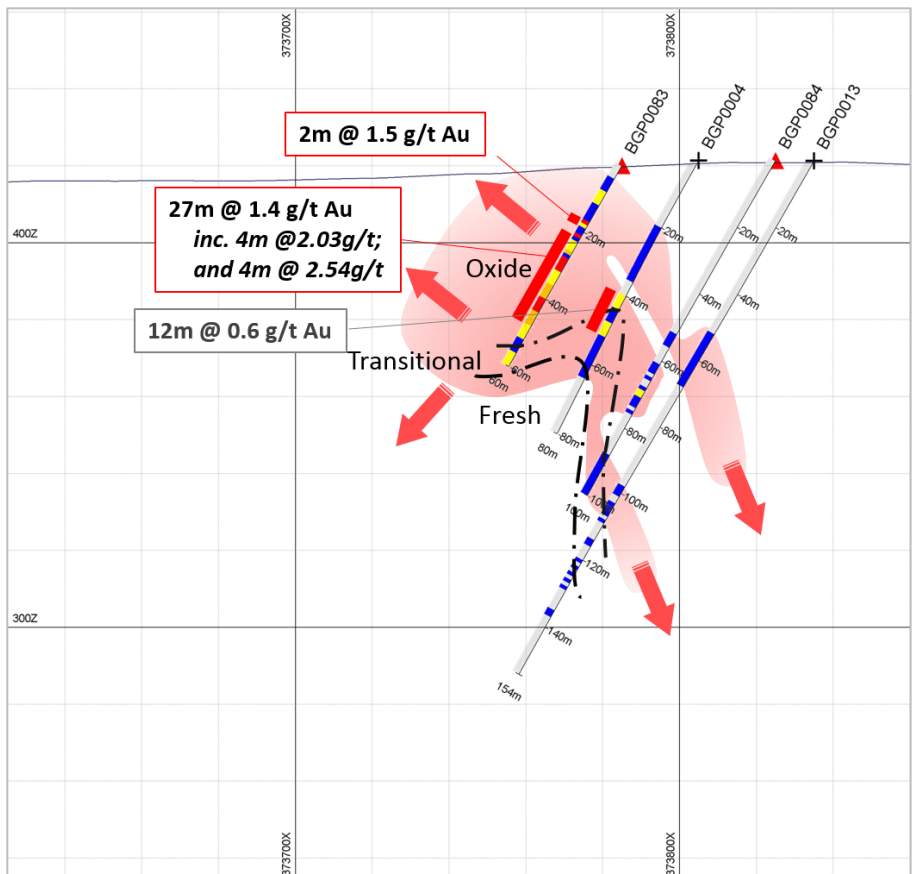 373700X
373800X
BGP0083
BGP0004
BGP0084
BGP0013
2m @ 1.5 g/t Au
27m @ 1.4 g/t Au
inc. 4m @2.03g/t;
and 4m @ 2.54g/t
400Z
20m
20m
20m
20m
Oxide
40m
40m
40m
40m
12m @ 0.6 g/t Au
Transitional
60m
60m
60m
60m
Fresh
80m
80m
80m
80m
100m
100m
100m
120m
300Z
140m
154m
373700X
373800X